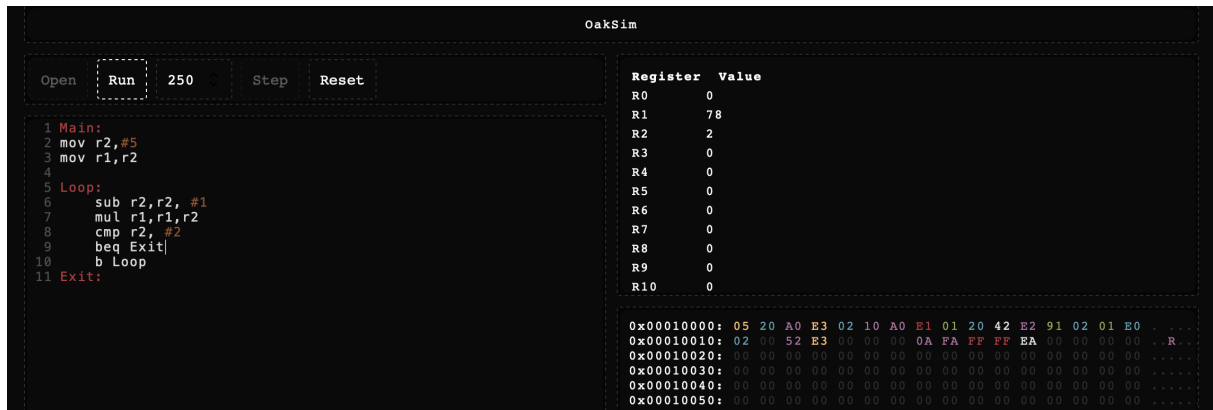 OakSim
Open Run 250 Step Reset
1 Main:
2 mov r2,#5
3 mov r1,r2
4
5 Loop:
6 sub r2,r2, #1
7 mul r1,r1,r2
8 cmp r2, #2
9 beq Exit
10 b Loop
11 Exit:
Register Value
R0 0
R1 78
R2 2
R3 0
R4 0
R5 0
R6 0
R7 0
R8 0
R9 0
R10 0
0x00010000: 05 20 A0 E3 02 10 A0 E1 01 20 42 E2 91 02 01 E0 . ...
0x00010010: 02 00 52 E3 00 00 00 0A FA FF FF EA 00 00 00 00 ..R..
0x00010020: 00 00 00 00 00 00 00 00 00 00 00 00 00 00 00 00 .....
0x00010030: 00 00 00 00 00 00 00 00 00 00 00 00 00 00 00 00 .....
0x00010040: 00 00 00 00 00 00 00 00 00 00 00 00 00 00 00 00 .....
0x00010050: 00 00 00 00 00 00 00 00 00 00 00 00 00 00 00 00 .....